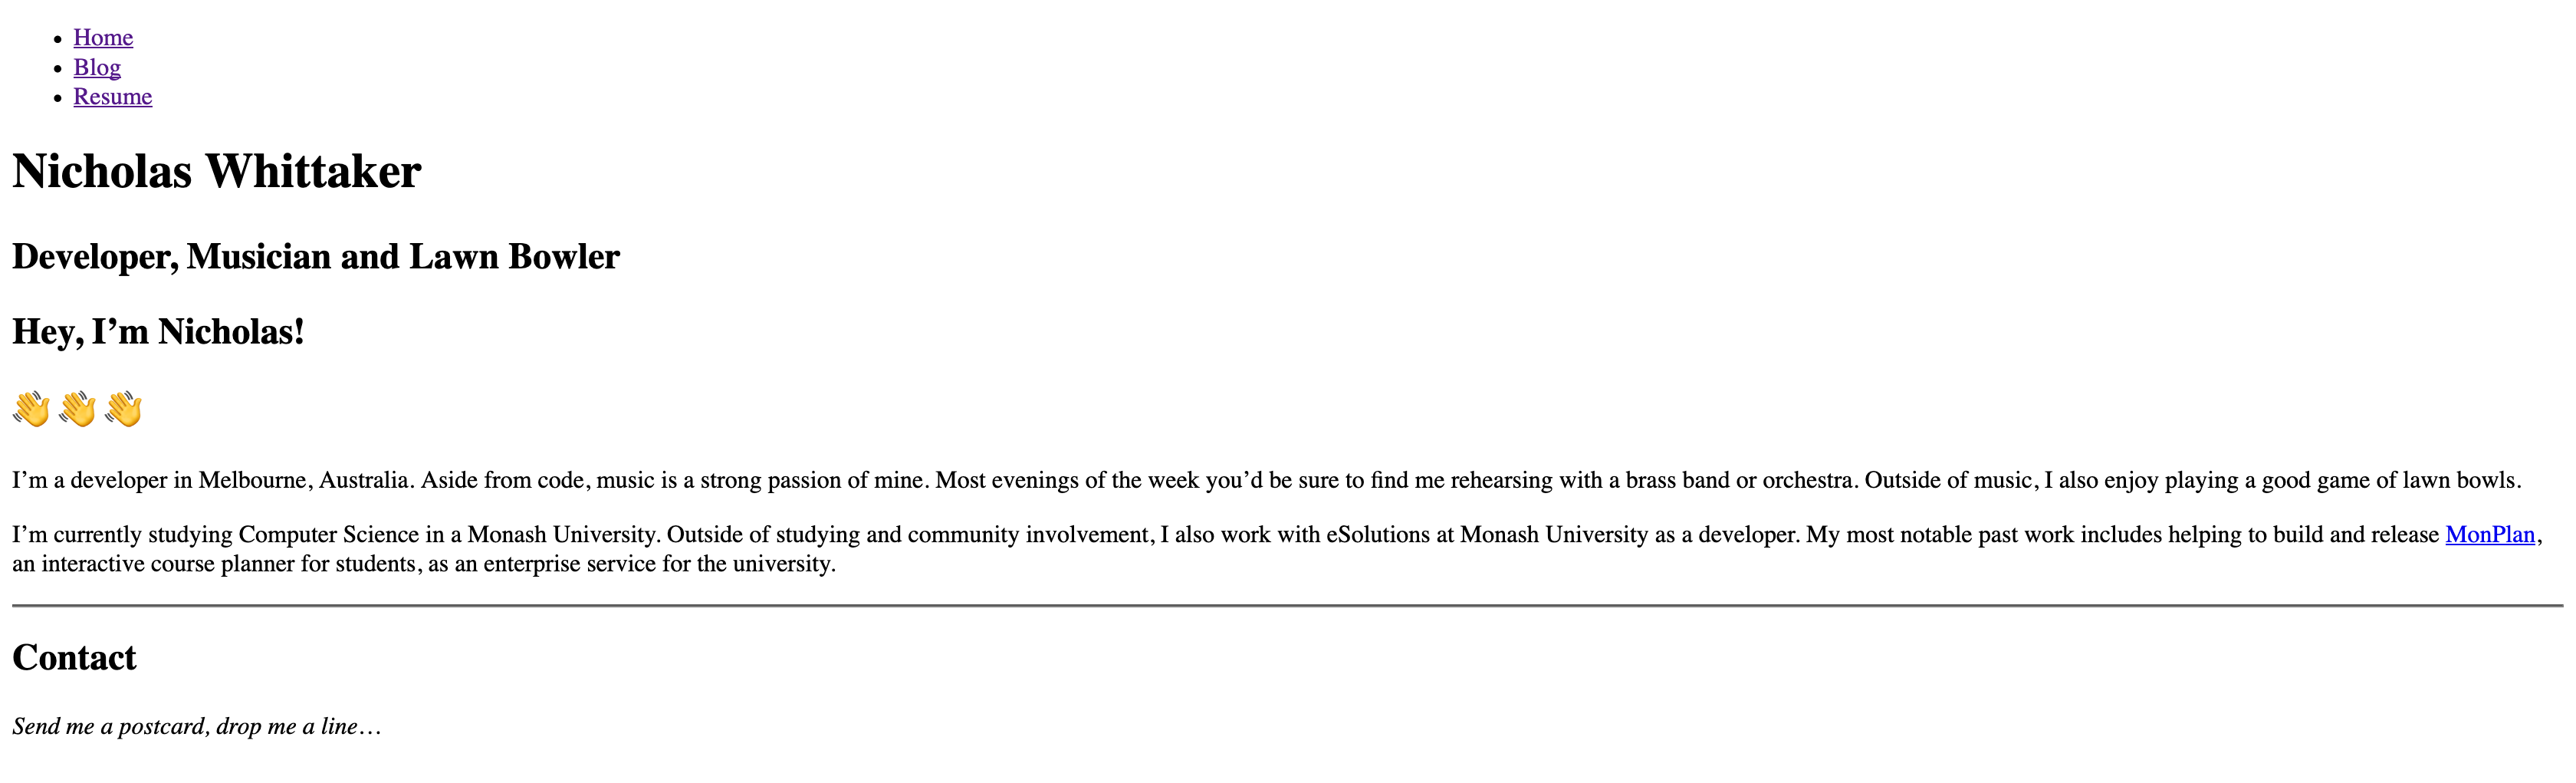 Home
Blog
Resume
Nicholas Whittaker
Developer, Musician and Lawn Bowler
Hey, I’m Nicholas!
👋 👋 👋
I’m a developer in Melbourne, Australia. Aside from code, music is a strong passion of mine. Most evenings of the week you’d be sure to find me rehearsing with a brass band or orchestra. Outside of music, I also enjoy playing a good game of lawn bowls.
I’m currently studying Computer Science in a Monash University. Outside of studying and community involvement, I also work with eSolutions at Monash University as a developer. My most notable past work includes helping to build and release MonPlan,
an interactive course planner for students, as an enterprise service for the university.
Contact
Send me a postcard, drop me a line…